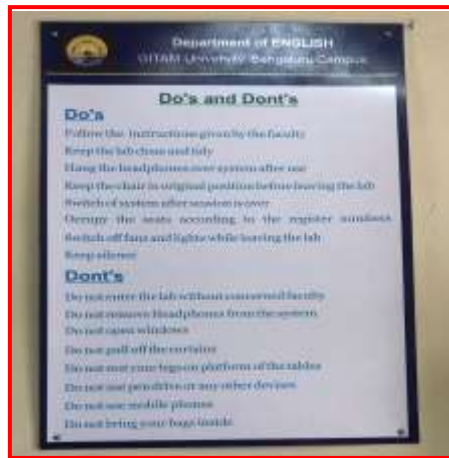 Department of ENGLISH
GITAM University Bengaluru Campus
Do's and Dont's
Do's
Follow the instructions given by the faculty
Keep the lab clean and tidy
Hang the headphones over system after use
Keep the chair in original position before leaving the lab
Switch of system after session is over
Occupy the seats according to the register numbers
Switch off fans and lights while leaving the lab
Keep silence
Dont's
Do not enter the lab without concerned faculty
Do not remove Headphones from the system
Do not open windows
Do not pull off the curtains
Do not rest your legs on platform of the tables
Do not use pendrive or any other devises
Do not use mobile phones
Do not bring your bags inside